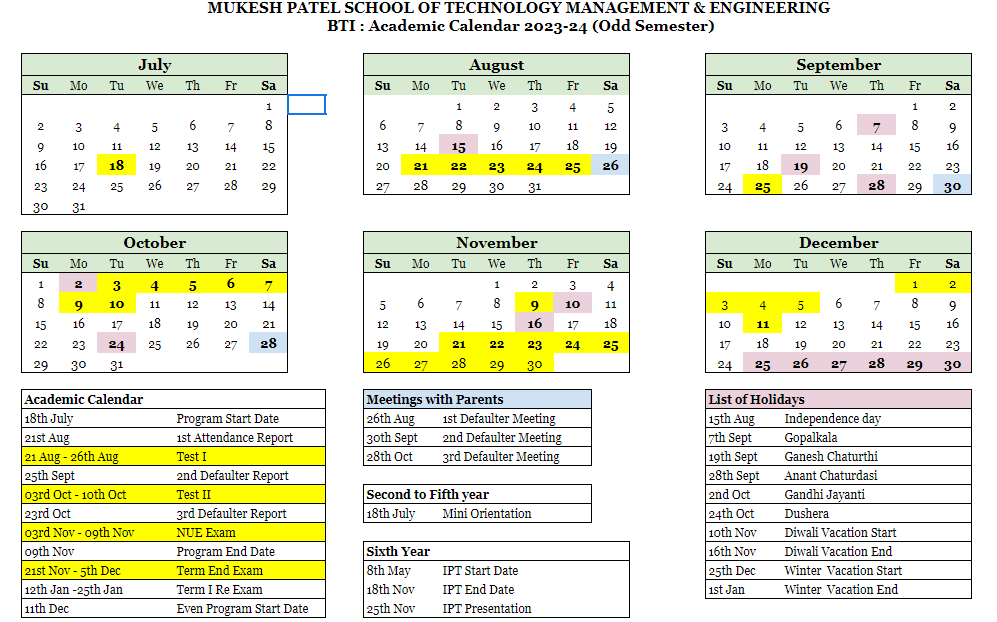 MUKESH PATEL SCHOOL OF TECHNOLOGY MANAGEMENT & ENGINEERING
BTI : Academic Calendar 2023-24 (Odd Semester)
July
Su Mo Tu We Th Fr Sa
1
2 3 4 5 6 7 8
9 10 11 12 13 14 15
16 17 18 19 20 21 22
23 24 25 26 27 28 29
30 31
August
Su Mo Tu We Th Fr Sa
1 2 3 4 5
6 7 8 9 10 11 12
13 14 15 16 17 18 19
20 21 22 23 24 25 26
27 28 29 30 31
September
Su Mo Tu We Th Fr Sa
1 2
3 4 5 6 7 8 9
10 11 12 13 14 15 16
17 18 19 20 21 22 23
24 25 26 27 28 29 30
October
Su Mo Tu We Th Fr Sa
1 2 3 4 5 6 7
8 9 10 11 12 13 14
15 16 17 18 19 20 21
22 23 24 25 26 27 28
29 30 31
November
Su Mo Tu We Th Fr Sa
1 2 3 4
5 6 7 8 9 10 11
12 13 14 15 16 17 18
19 20 21 22 23 24 25
26 27 28 29 30
December
Su Mo Tu We Th Fr Sa
1 2
3 4 5 6 7 8 9
10 11 12 13 14 15 16
17 18 19 20 21 22 23
24 25 26 27 28 29 30
Academic Calendar
18th July Program Start Date
21st Aug 1st Attendance Report
21 Aug - 26th Aug Test I
25th Sept 2nd Defaulter Report
03rd Oct - 10th Oct Test II
23rd Oct 3rd Defaulter Report
03rd Nov - 09th Nov NUE Exam
09th Nov Program End Date
21st Nov - 5th Dec Term End Exam
12th Jan -25th Jan Term I Re Exam
11th Dec Even Program Start Date
Meetings with Parents
26th Aug 1st Defaulter Meeting
30th Sept 2nd Defaulter Meeting
28th Oct 3rd Defaulter Meeting
Second to Fifth year
18th July Mini Orientation
Sixth Year
8th May IPT Start Date
18th Nov IPT End Date
25th Nov IPT Presentation
List of Holidays
15th Aug Independence day
7th Sept Gopalkala
19th Sept Ganesh Chaturthi
28th Sept Anant Chaturdasi
2nd Oct Gandhi Jayanti
24th Oct Dushera
10th Nov Diwali Vacation Start
16th Nov Diwali Vacation End
25th Dec Winter Vacation Start
1st Jan Winter Vacation End